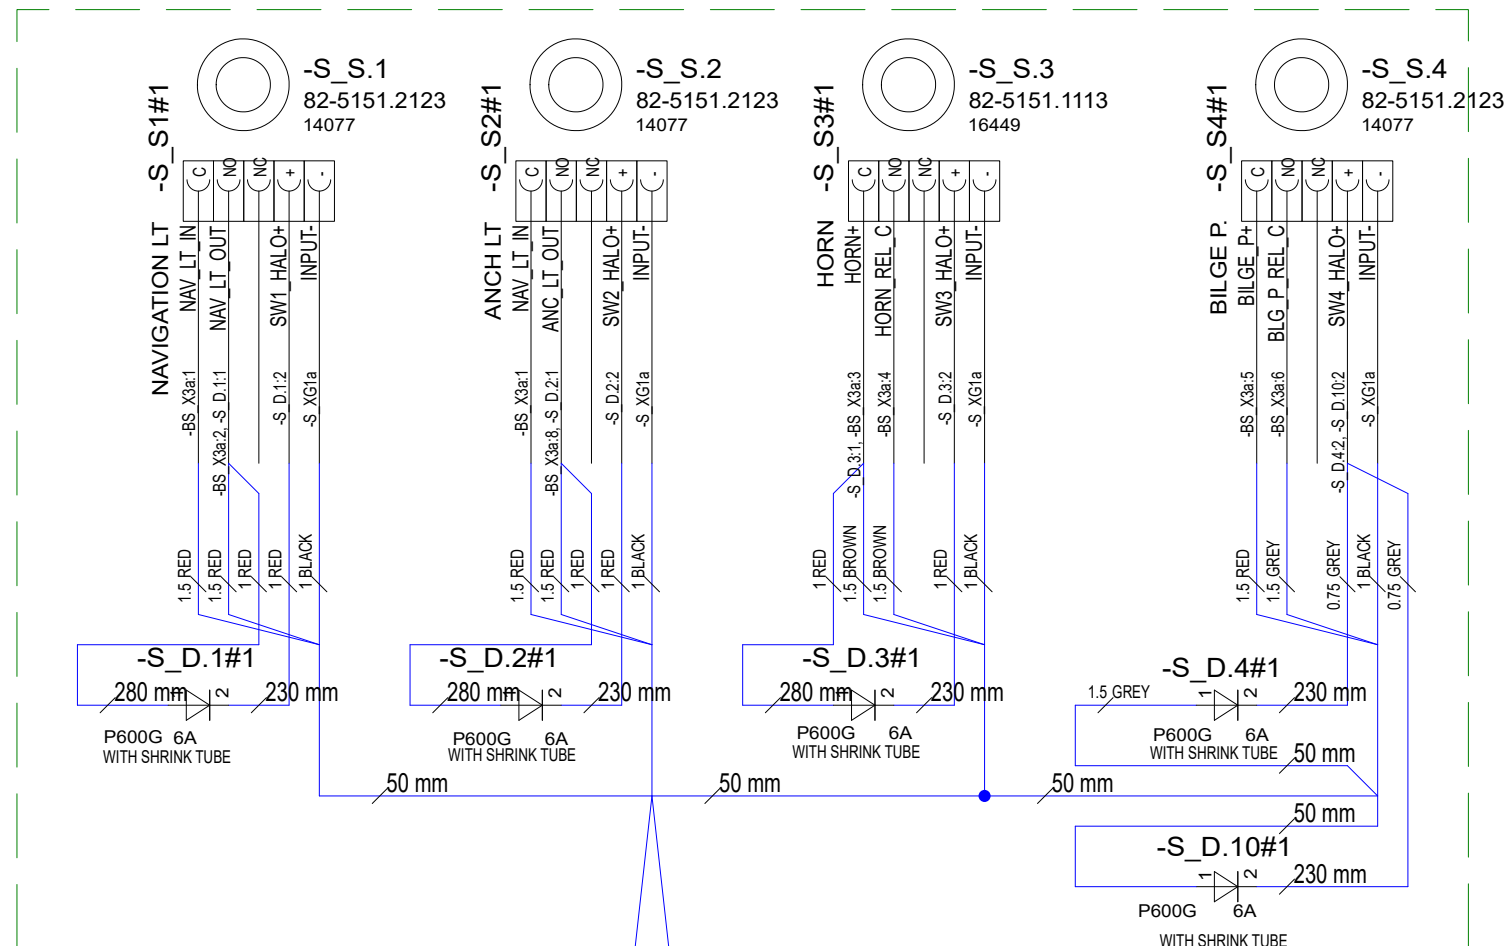 -S_S.1
82-5151.2123
14077
-S_S1#1
C
NO
NC
+
-
NAVIGATION LT
NAV_LT_IN
NAV_LT_OUT
SW1_HALO+
INPUT-
-BS_X3a:1
-BS_X3a:2, -S_D.1:1
-S_D.1:2
-S_XG1a
1.5 RED
1.5 RED
1 RED
1 RED
1 BLACK
-S_D.1#1
280 mm
1
2
230 mm
P600G 6A
WITH SHRINK TUBE
50 mm
-S_S.2
82-5151.2123
14077
-S_S2#1
C
NO
NC
+
-
ANCH LT
NAV_LT_IN
ANC_LT_OUT
SW2_HALO+
INPUT-
-BS_X3a:1
-BS_X3a:8, -S_D.2:1
-S_D.2:2
-S_XG1a
1.5 RED
1.5 RED
1 RED
1 RED
1 BLACK
-S_D.2#1
280 mm
1
2
230 mm
P600G 6A
WITH SHRINK TUBE
50 mm
-S_S.3
82-5151.1113
16449
-S_S3#1
C
NO
NC
+
-
HORN
HORN+
HORN_REL_C
SW3_HALO+
INPUT-
-S_D.3:1, -BS_X3a:3
-BS_X3a:4
-S_D.3:2
-S_XG1a
1 RED
1.5 BROWN
1.5 BROWN
1 RED
1 BLACK
-S_D.3#1
280 mm
1
2
230 mm
P600G 6A
WITH SHRINK TUBE
50 mm
-S_S.4
82-5151.2123
14077
-S_S4#1
C
NO
NC
+
-
BILGE P.
BILGE_P+
BLG_P_REL_C
SW4_HALO+
INPUT-
-BS_X3a:5
-BS_X3a:6
-S_D.4:2, -S_D.10:2
-S_XG1a
1.5 RED
1.5 GREY
0.75 GREY
1 BLACK
0.75 GREY
-S_D.4#1
1.5 GREY
1
2
230 mm
P600G 6A
WITH SHRINK TUBE
50 mm
50 mm
-S_D.10#1
1
2
230 mm
P600G 6A
WITH SHRINK TUBE